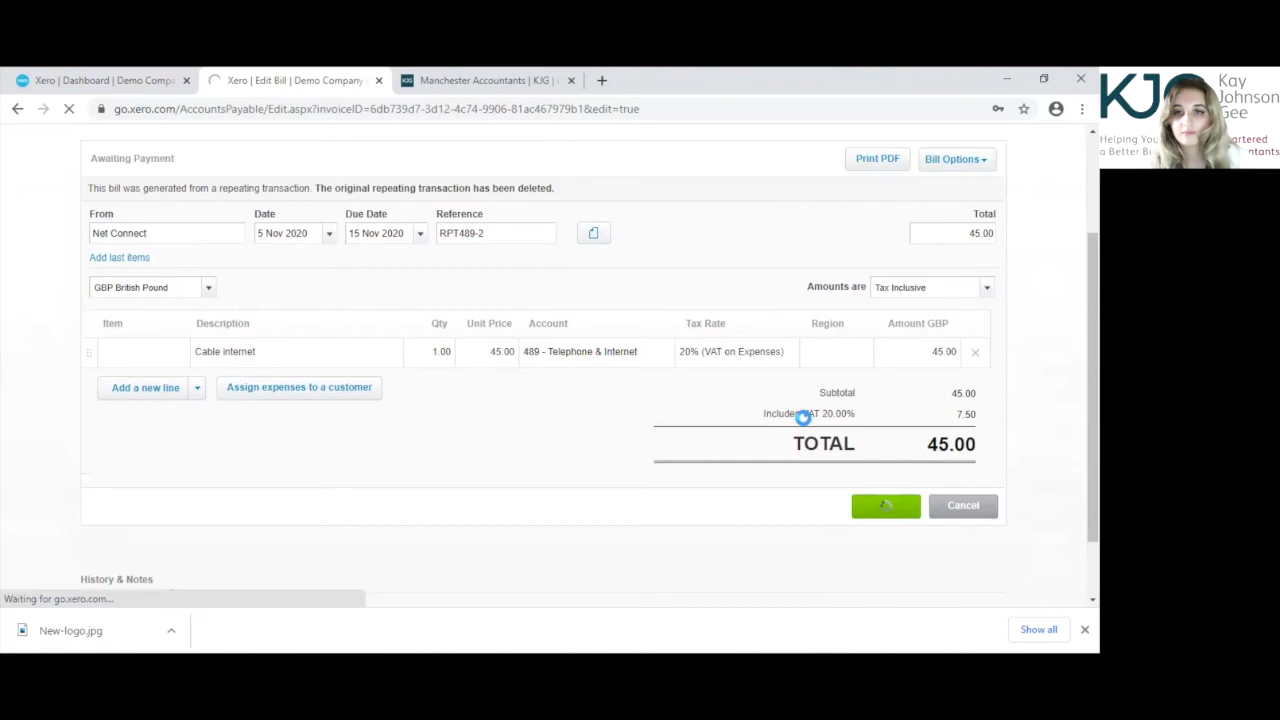 Xero | Dashboard | Demo Compa
Xero | Edit Bill | Demo Company
KJG
Manchester Accountants | KJG |
go.xero.com/AccountsPayable/Edit.aspx?invoiceID=6db739d7-3d12-4c74-9906-81ac467979b1&edit=true
Kay
Johnson
Gee
Helping You
artered
a Better B
ntants
Awaiting Payment
Print PDF
Bill Options
This bill was generated from a repeating transaction. The original repeating transaction has been deleted.
From
Date
Due Date
Reference
Total
Net Connect
5 Nov 2020
15 Nov 2020
RPT489-2
45.00
Add last items
GBP British Pound
Amounts are
Tax Inclusive
Item
Description
Qty
Unit Price
Account
Tax Rate
Region
Amount GBP
Cable internet
1.00
45.00
489 - Telephone & Internet
20% (VAT on Expenses)
45.00
Add a new line
Assign expenses to a customer
Subtotal
45.00
Includes VAT 20.00%
7.50
TOTAL
45.00
Cancel
History & Notes
Waiting for go.xero.com...
New-logo.jpg
Show all